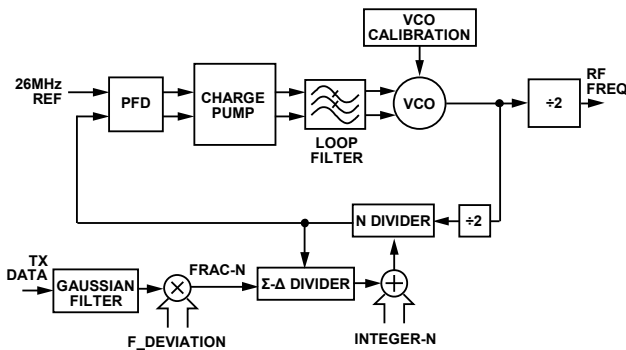 VCO
CALIBRATION
26MHz
REF
PFD
CHARGE
PUMP
LOOP
FILTER
VCO
÷2
RF
FREQ
N DIVIDER
÷2
TX
DATA
GAUSSIAN
FILTER
FRAC-N
Σ-Δ DIVIDER
F_DEVIATION
INTEGER-N